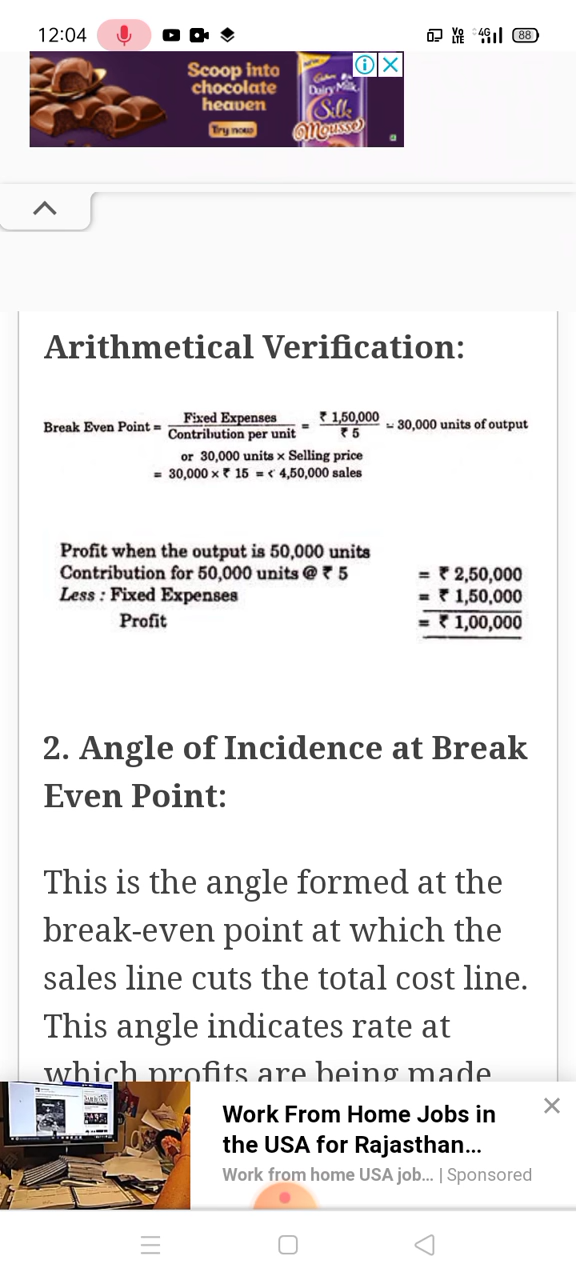 12:04
Vo
LTE
4G
88
Scoop into
chocolate
heaven
Try now
Cadbury
Dairy Milk
Silk
Mousse
Arithmetical Verification:
Break Even Point = Fixed Expenses / Contribution per unit = ₹ 1,50,000 / ₹ 5 = 30,000 units of output
or 30,000 units × Selling price
= 30,000 × ₹ 15 = ₹ 4,50,000 sales
Profit when the output is 50,000 units
Contribution for 50,000 units @ ₹ 5 = ₹ 2,50,000
Less : Fixed Expenses = ₹ 1,50,000
Profit = ₹ 1,00,000
2. Angle of Incidence at Break
Even Point:
This is the angle formed at the
break-even point at which the
sales line cuts the total cost line.
This angle indicates rate at
which profits are being made
Work From Home Jobs in
the USA for Rajasthan...
Work from home USA job... | Sponsored